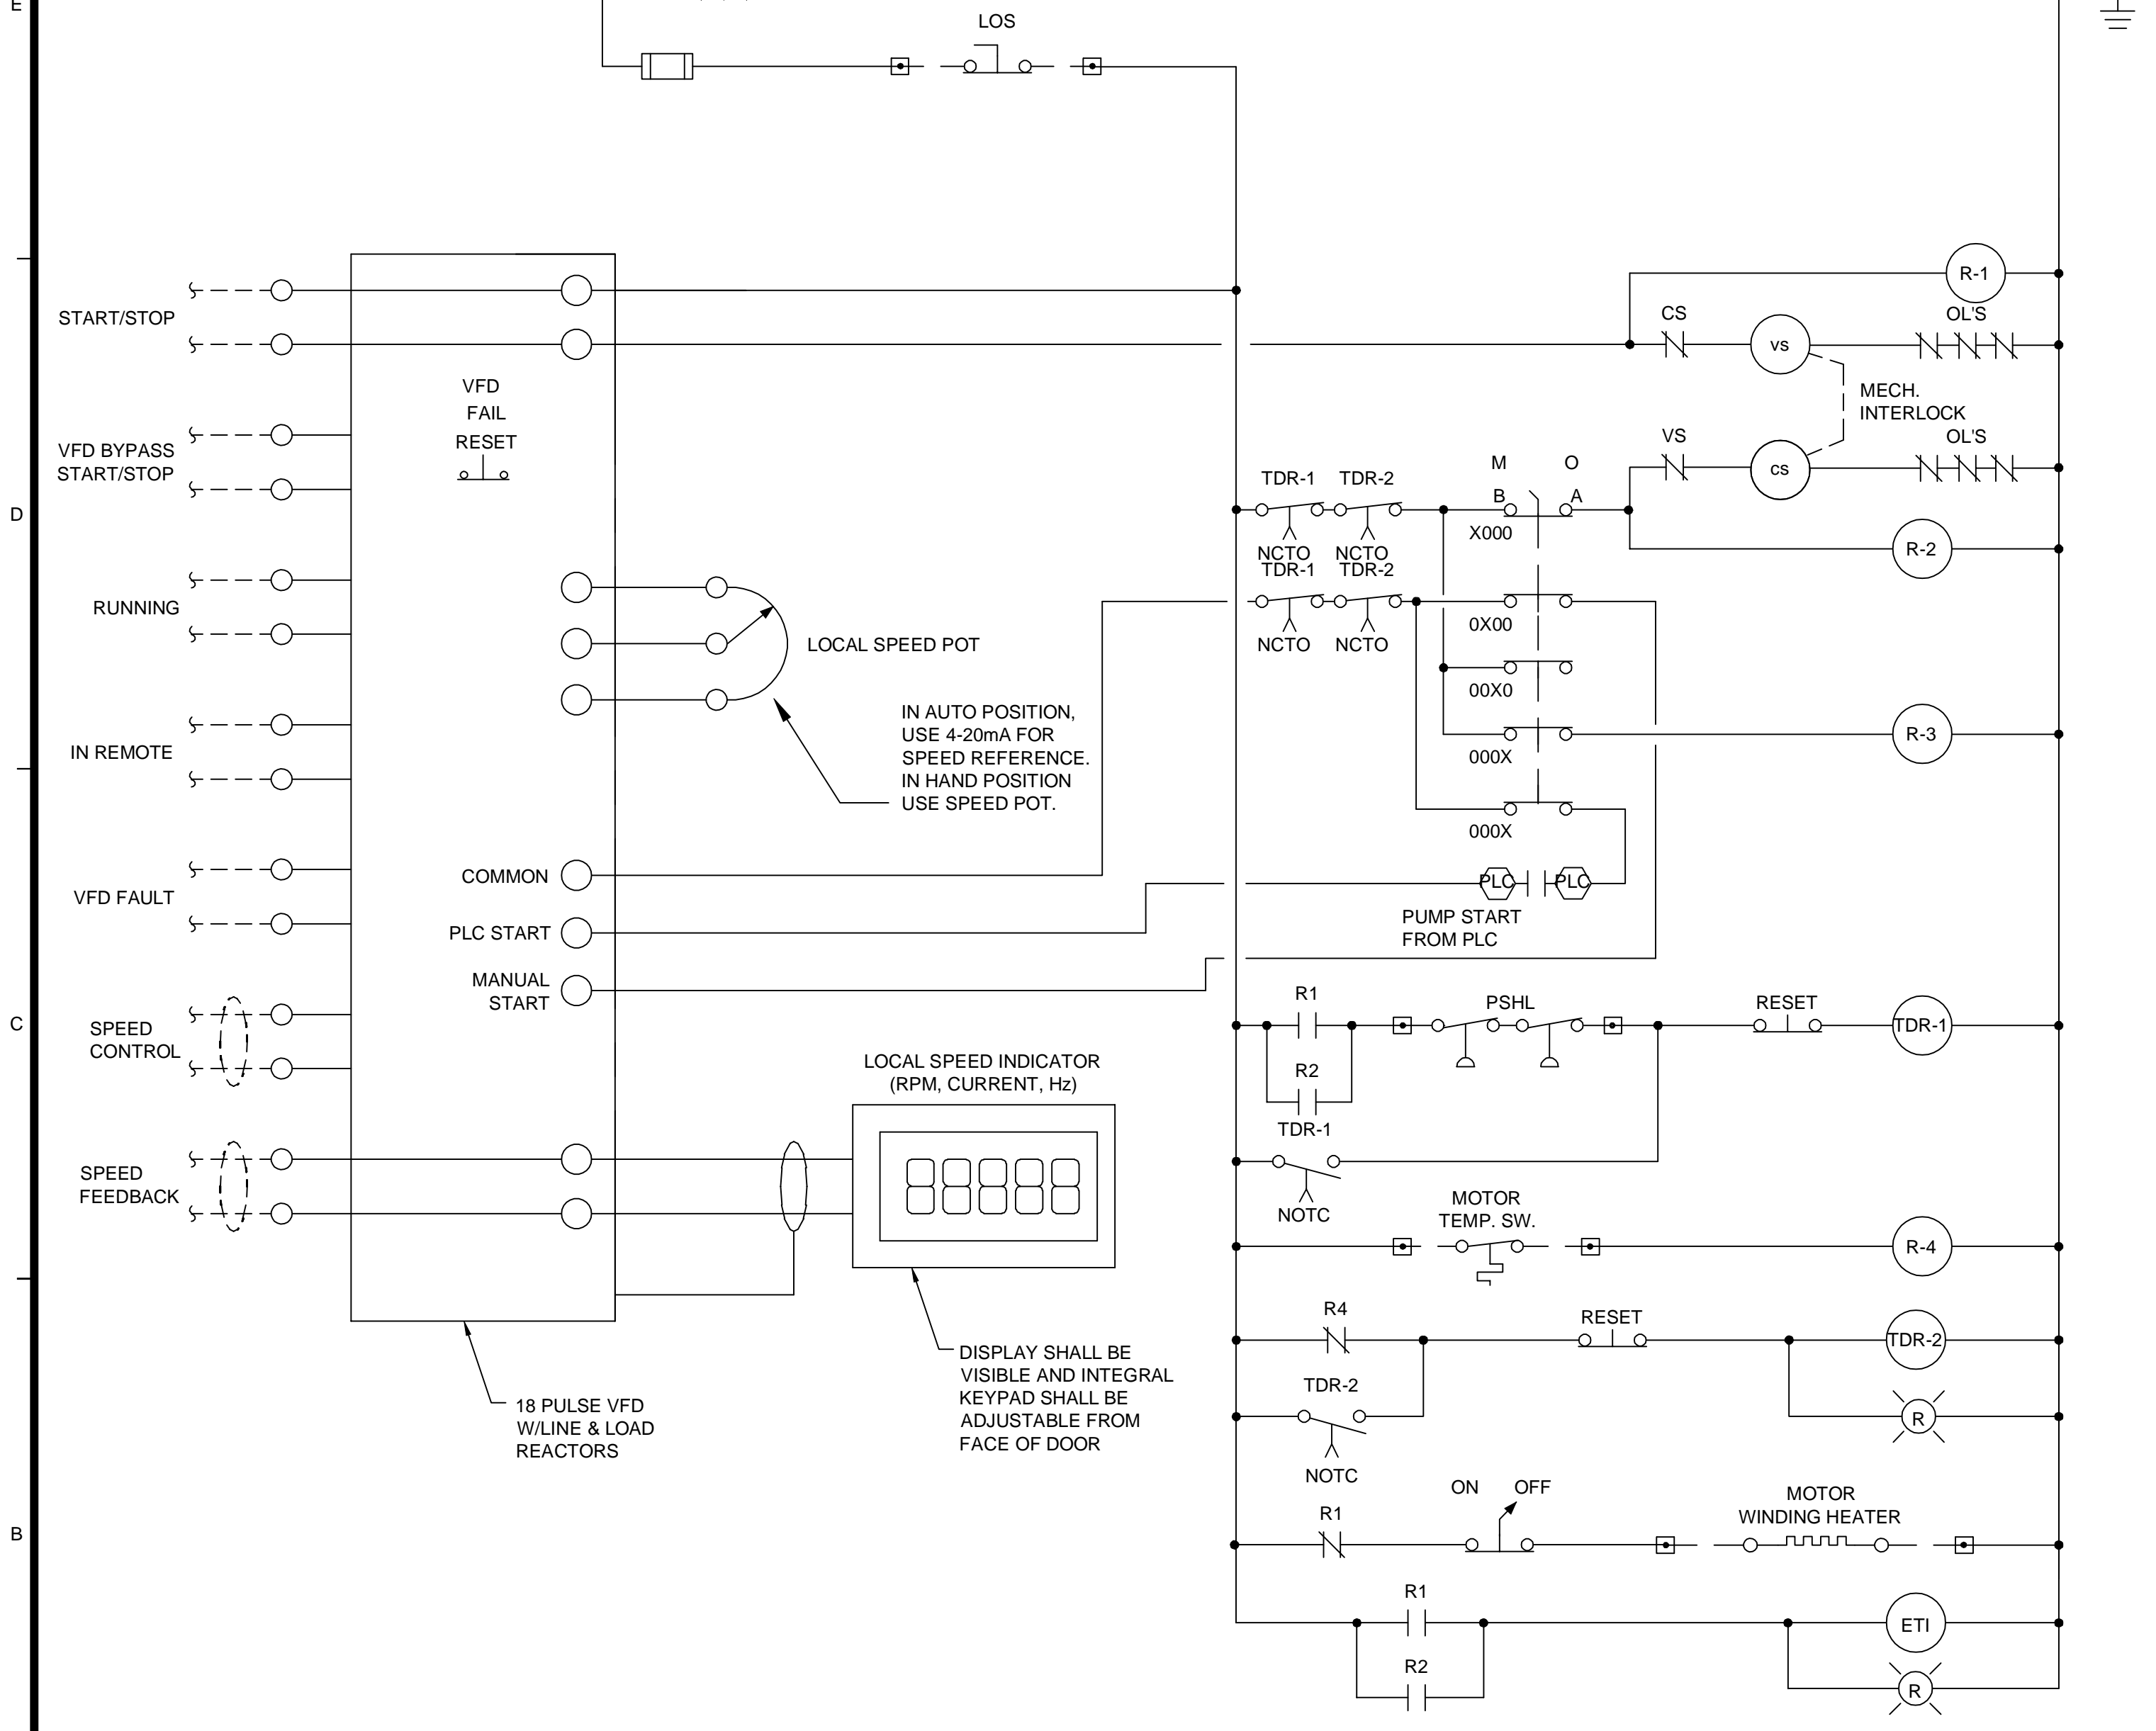 E
LOS
START/STOP
VFD
FAIL
RESET
VFD BYPASS
START/STOP
D
RUNNING
LOCAL SPEED POT
IN AUTO POSITION,
USE 4-20mA FOR
SPEED REFERENCE.
IN HAND POSITION
USE SPEED POT.
IN REMOTE
VFD FAULT
COMMON
PLC START
MANUAL
START
C
SPEED
CONTROL
SPEED
FEEDBACK
LOCAL SPEED INDICATOR
(RPM, CURRENT, Hz)
DISPLAY SHALL BE
VISIBLE AND INTEGRAL
KEYPAD SHALL BE
ADJUSTABLE FROM
FACE OF DOOR
18 PULSE VFD
W/LINE & LOAD
REACTORS
B
R-1
CS
OL'S
vs
MECH.
INTERLOCK
VS
OL'S
cs
TDR-1 TDR-2 M O
B A
X000
NCTO NCTO
R-2
TDR-1 TDR-2
0X00
NCTO NCTO
00X0
000X
R-3
000X
PLC PLC
PUMP START
FROM PLC
R1 PSHL RESET
TDR-1
R2
TDR-1
NOTC
MOTOR
TEMP. SW.
R-4
R4 RESET
TDR-2
TDR-2
R
NOTC
ON OFF
R1
MOTOR
WINDING HEATER
R1
ETI
R2
R